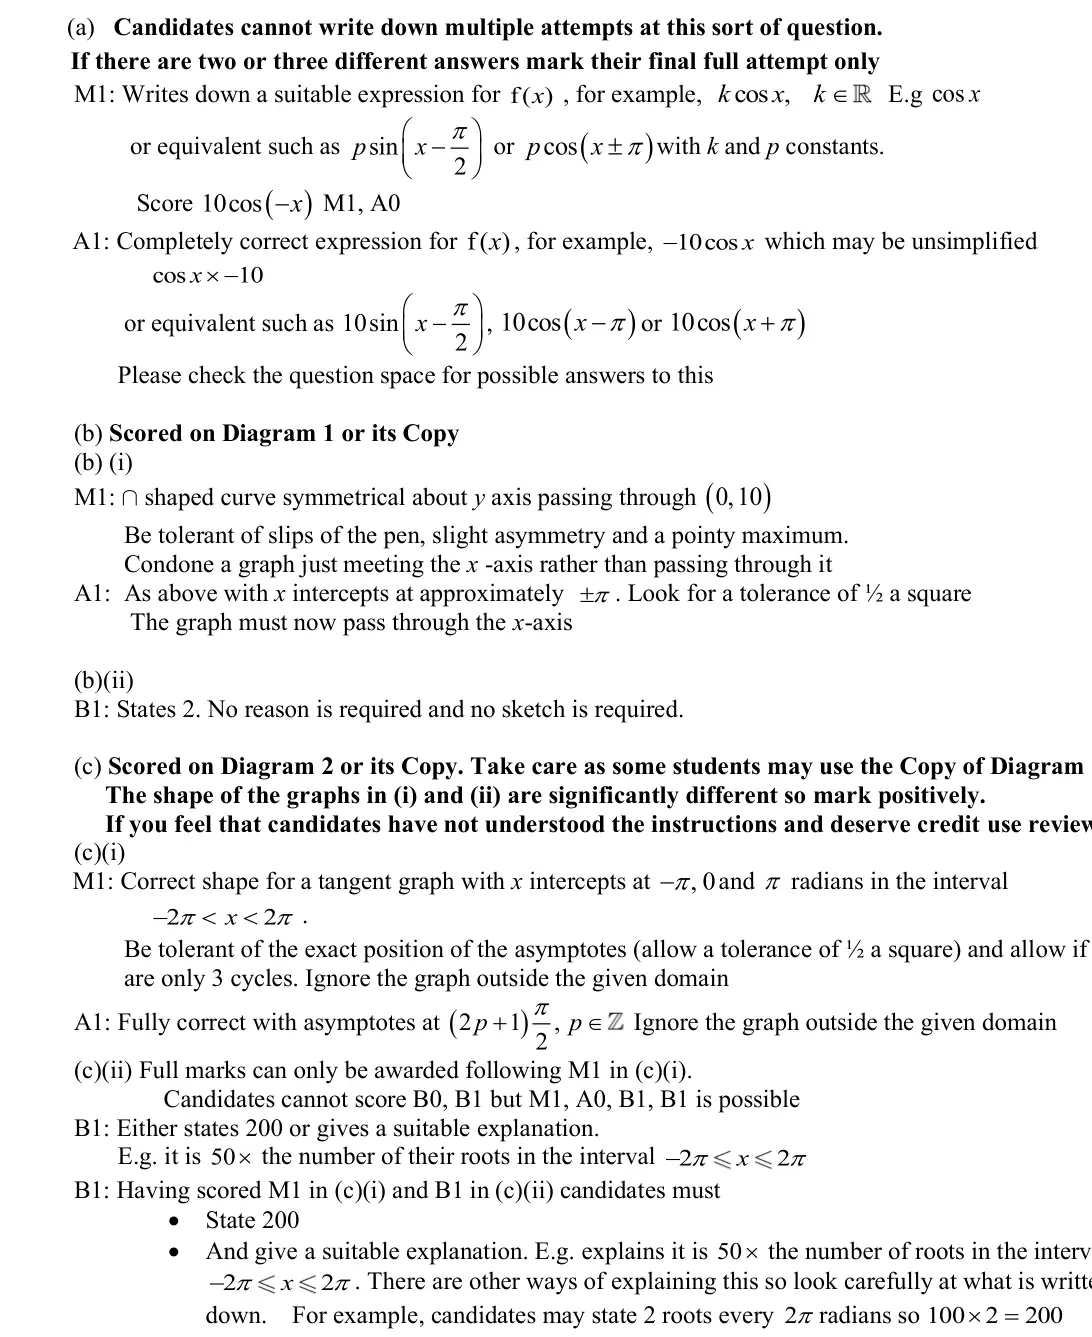 (a) Candidates cannot write down multiple attempts at this sort of question.
If there are two or three different answers mark their final full attempt only
M1: Writes down a suitable expression for f(x) , for example, k cos x, k ∈ ℝ E.g cos x
or equivalent such as p sin(x − π/2) or p cos(x ± π) with k and p constants.
Score 10cos(−x) M1, A0
A1: Completely correct expression for f(x), for example, −10cos x which may be unsimplified
cos x × −10
or equivalent such as 10sin(x − π/2), 10cos(x − π) or 10cos(x + π)
Please check the question space for possible answers to this
(b) Scored on Diagram 1 or its Copy
(b) (i)
M1: ∩ shaped curve symmetrical about y axis passing through (0,10)
Be tolerant of slips of the pen, slight asymmetry and a pointy maximum.
Condone a graph just meeting the x -axis rather than passing through it
A1: As above with x intercepts at approximately ±π . Look for a tolerance of ½ a square
The graph must now pass through the x-axis
(b)(ii)
B1: States 2. No reason is required and no sketch is required.
(c) Scored on Diagram 2 or its Copy. Take care as some students may use the Copy of Diagram
The shape of the graphs in (i) and (ii) are significantly different so mark positively.
If you feel that candidates have not understood the instructions and deserve credit use review
(c)(i)
M1: Correct shape for a tangent graph with x intercepts at −π, 0 and π radians in the interval
−2π < x < 2π .
Be tolerant of the exact position of the asymptotes (allow a tolerance of ½ a square) and allow if
are only 3 cycles. Ignore the graph outside the given domain
A1: Fully correct with asymptotes at (2p+1)π/2, p ∈ ℤ Ignore the graph outside the given domain
(c)(ii) Full marks can only be awarded following M1 in (c)(i).
Candidates cannot score B0, B1 but M1, A0, B1, B1 is possible
B1: Either states 200 or gives a suitable explanation.
E.g. it is 50× the number of their roots in the interval −2π ⩽ x ⩽ 2π
B1: Having scored M1 in (c)(i) and B1 in (c)(ii) candidates must
• State 200
• And give a suitable explanation. E.g. explains it is 50× the number of roots in the interv
−2π ⩽ x ⩽ 2π . There are other ways of explaining this so look carefully at what is writte
down. For example, candidates may state 2 roots every 2π radians so 100×2 = 200